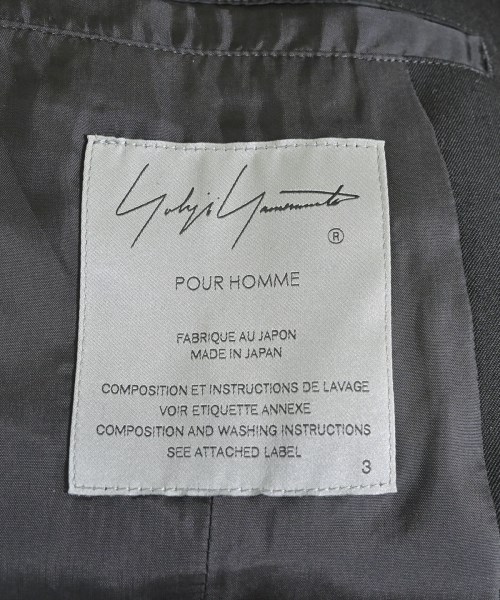 Yohji Yamamoto
®
POUR HOMME
FABRIQUE AU JAPON
MADE IN JAPAN
COMPOSITION ET INSTRUCTIONS DE LAVAGE
VOIR ETIQUETTE ANNEXE
COMPOSITION AND WASHING INSTRUCTIONS
SEE ATTACHED LABEL
3